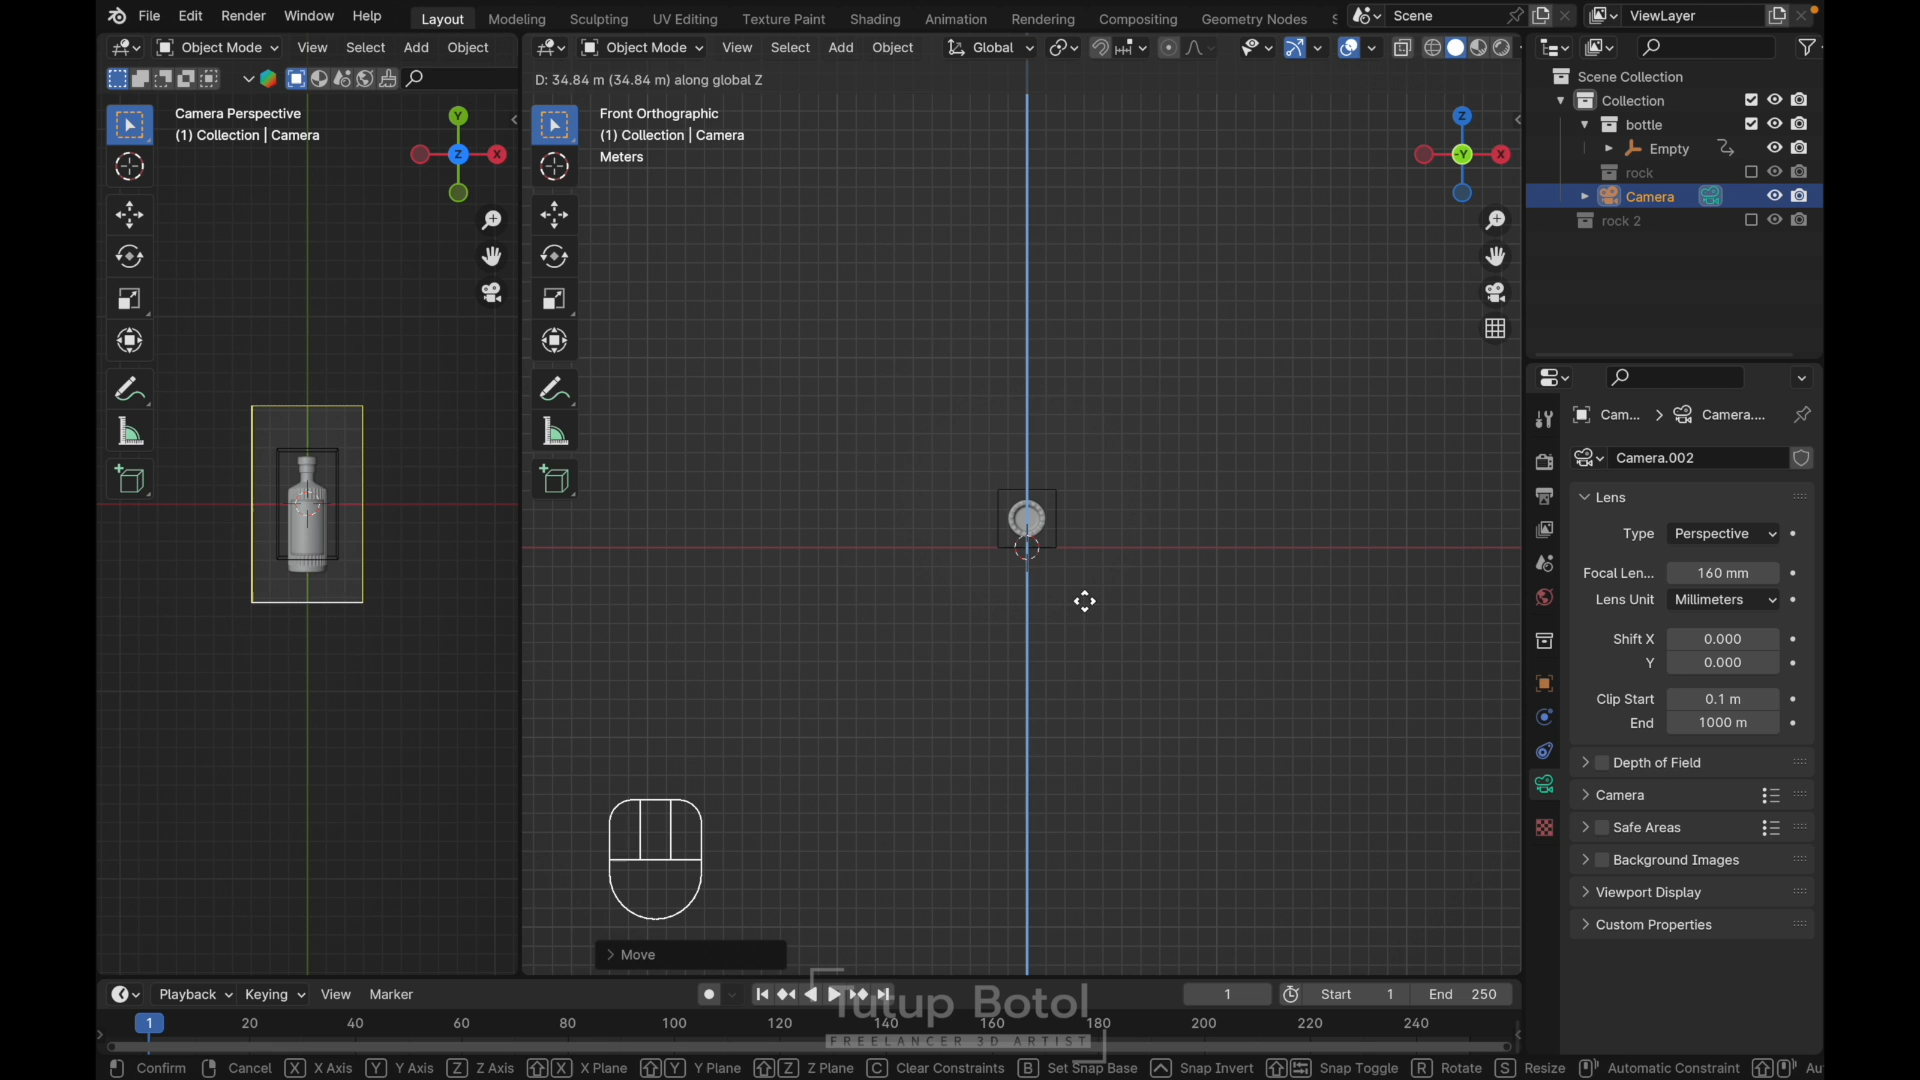 File Edit Render Window Help Layout Modeling Sculpting UV Editing Texture Paint Shading Animation Rendering Compositing Geometry Nodes Scene ViewLayer
Object Mode View Select Add Object
Object Mode View Select Add Object Global
D: 34.84 m (34.84 m) along global Z
Camera Perspective
(1) Collection | Camera
Y
Z
X
Front Orthographic
(1) Collection | Camera
Meters
Z
-Y
X
Move
Scene Collection
Collection
bottle
Empty
rock
Camera
rock 2
Cam... > Camera....
Camera.002
Lens
Type Perspective
Focal Len... 160 mm
Lens Unit Millimeters
Shift X 0.000
Y 0.000
Clip Start 0.1 m
End 1000 m
Depth of Field
Camera
Safe Areas
Background Images
Viewport Display
Custom Properties
Playback Keying View Marker 1 Start 1 End 250
1 20 40 60 80 100 120 140 160 180 200 220 240
Tutup Botol
FREELANCER 3D ARTIST
Confirm Cancel X X Axis Y Y Axis Z Z Axis X X Plane Y Y Plane Z Z Plane C Clear Constraints B Set Snap Base Snap Invert Snap Toggle R Rotate S Resize Automatic Constraint Au